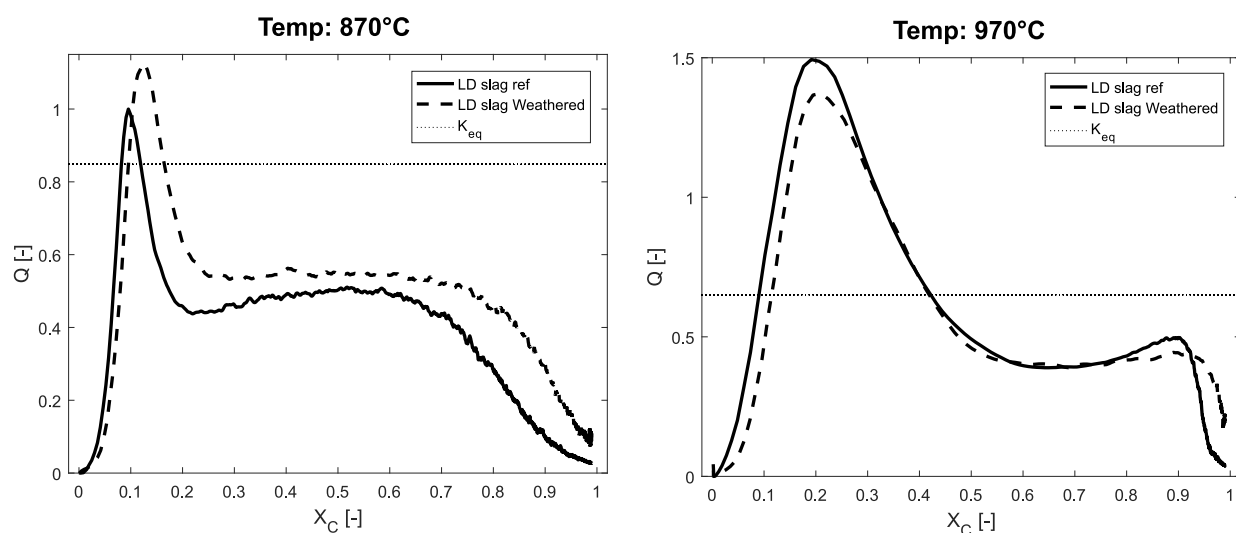 Temp: 870°C
LD slag ref
LD slag Weathered
K_eq
Q [-]
1
0.8
0.6
0.4
0.2
0
0 0.1 0.2 0.3 0.4 0.5 0.6 0.7 0.8 0.9 1
X_C [-]
Temp: 970°C
LD slag ref
LD slag Weathered
K_eq
Q [-]
1.5
1
0.5
0
0 0.1 0.2 0.3 0.4 0.5 0.6 0.7 0.8 0.9 1
X_C [-]